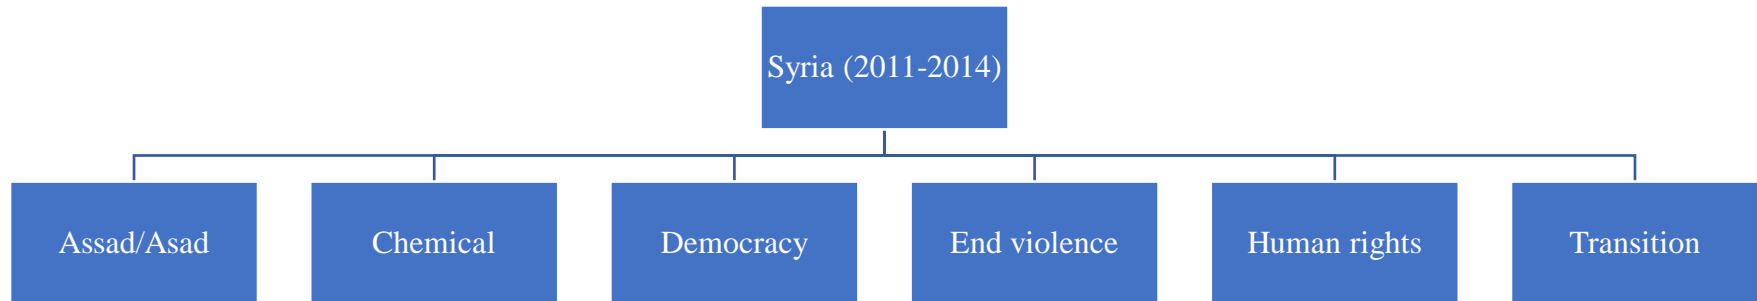 Syria (2011-2014)
Assad/Asad
Chemical
Democracy
End violence
Human rights
Transition